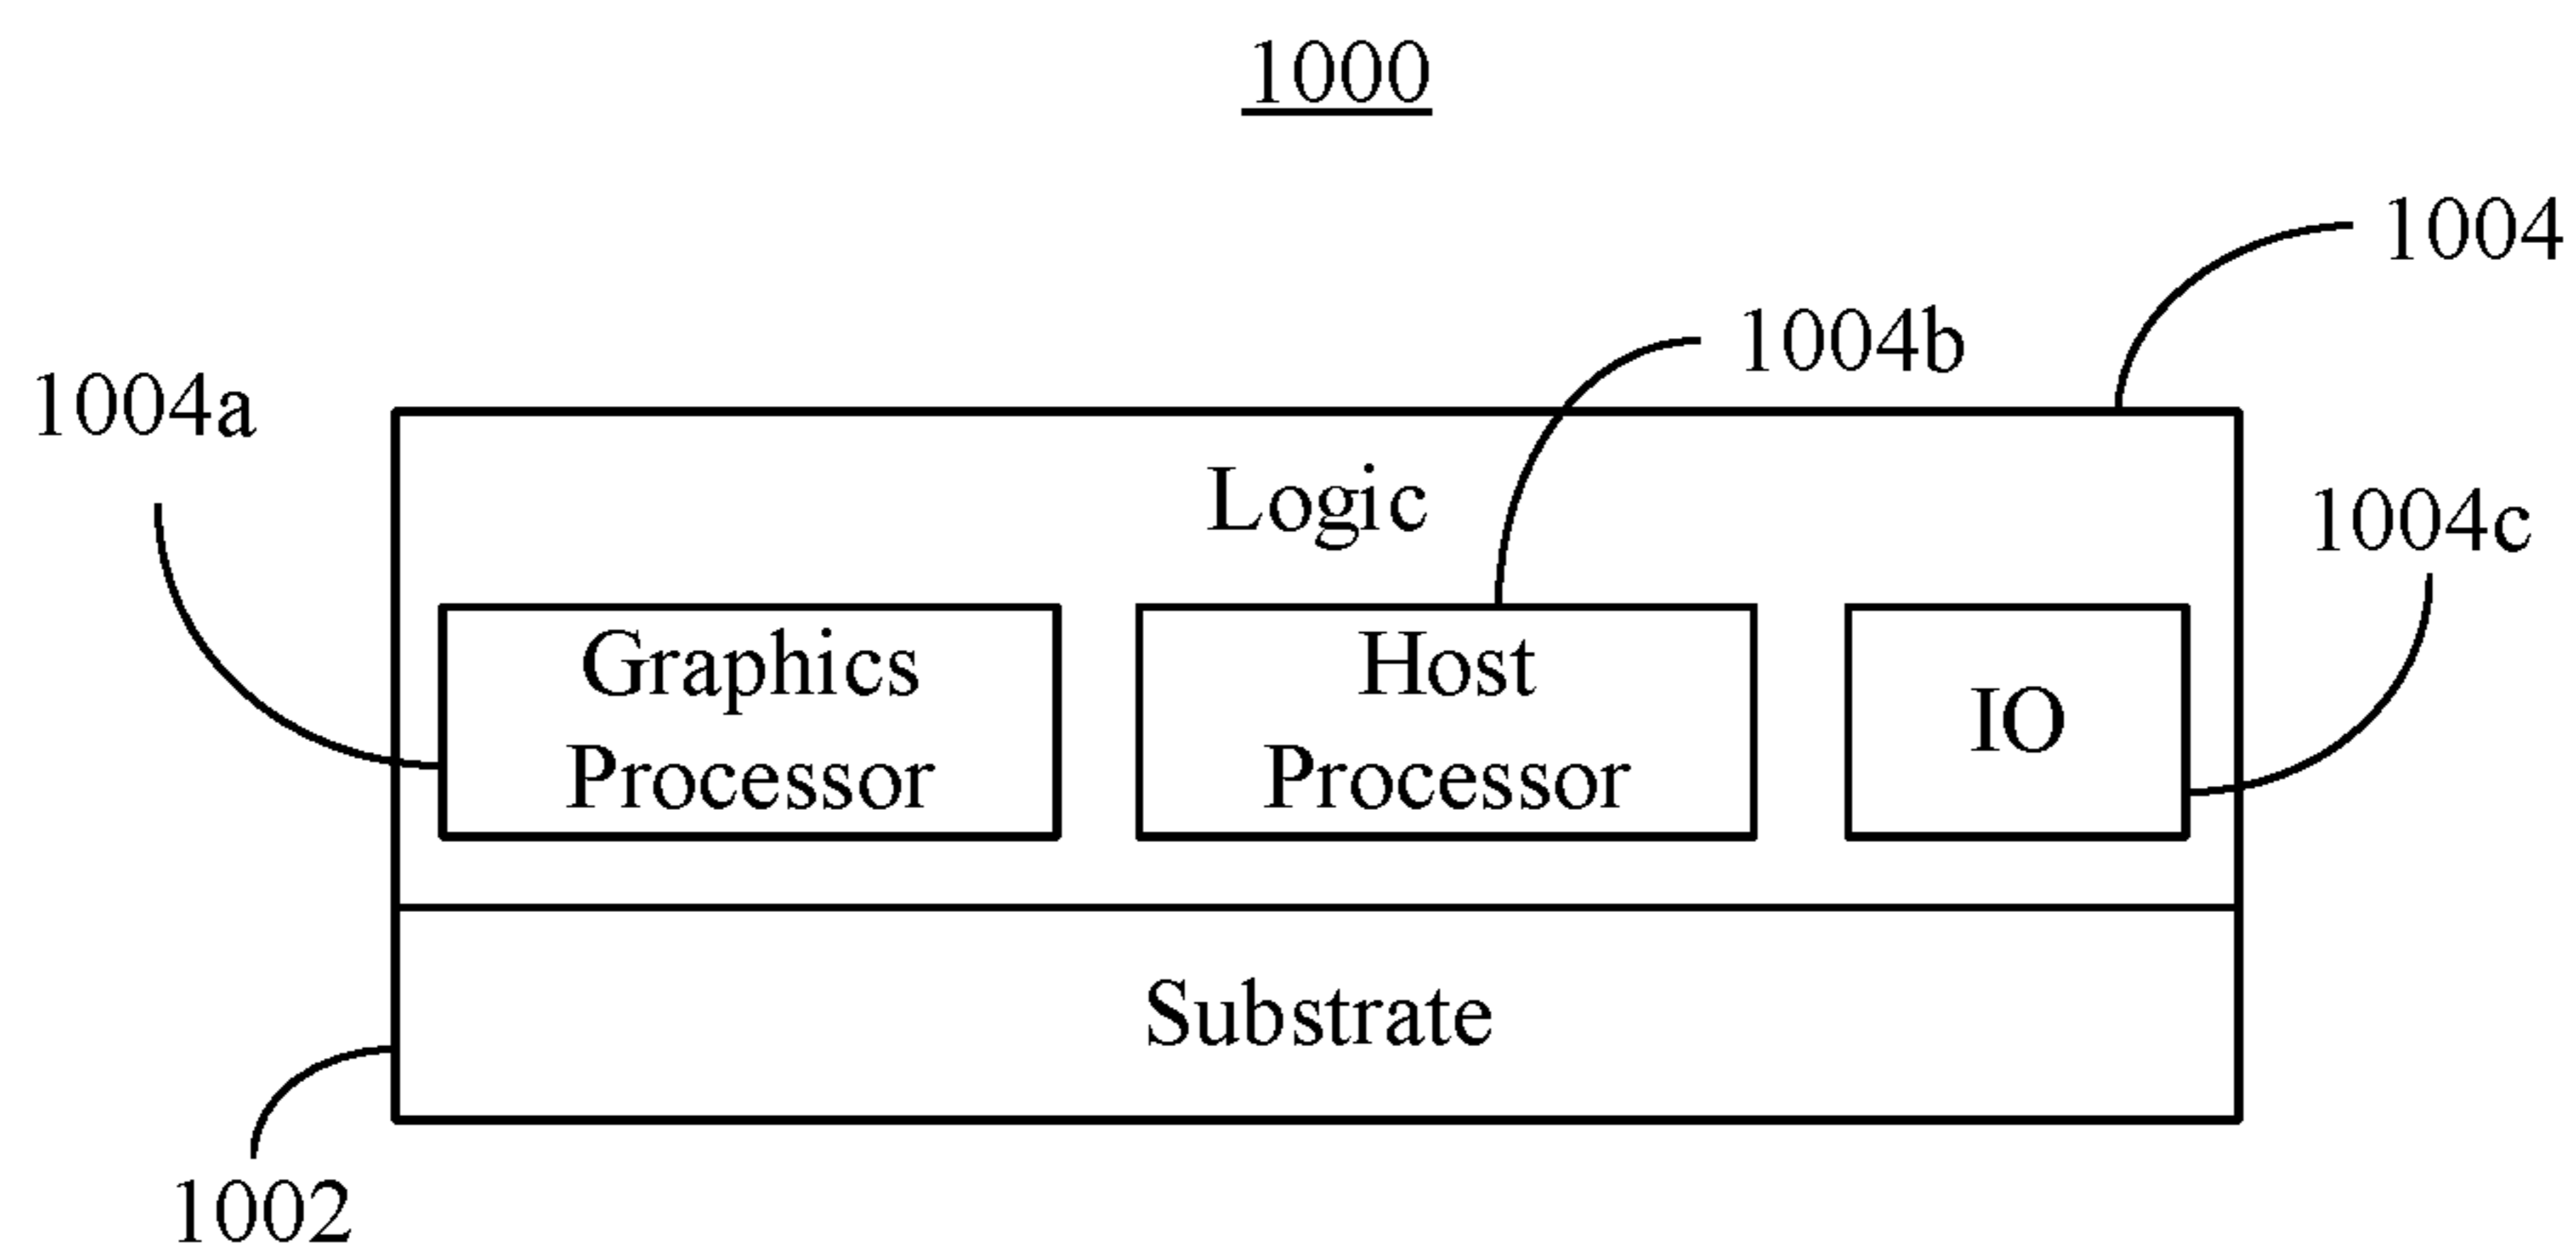 1000
1004
1004b
1004a
Logic
1004c
Graphics
Processor
Host
Processor
IO
Substrate
1002